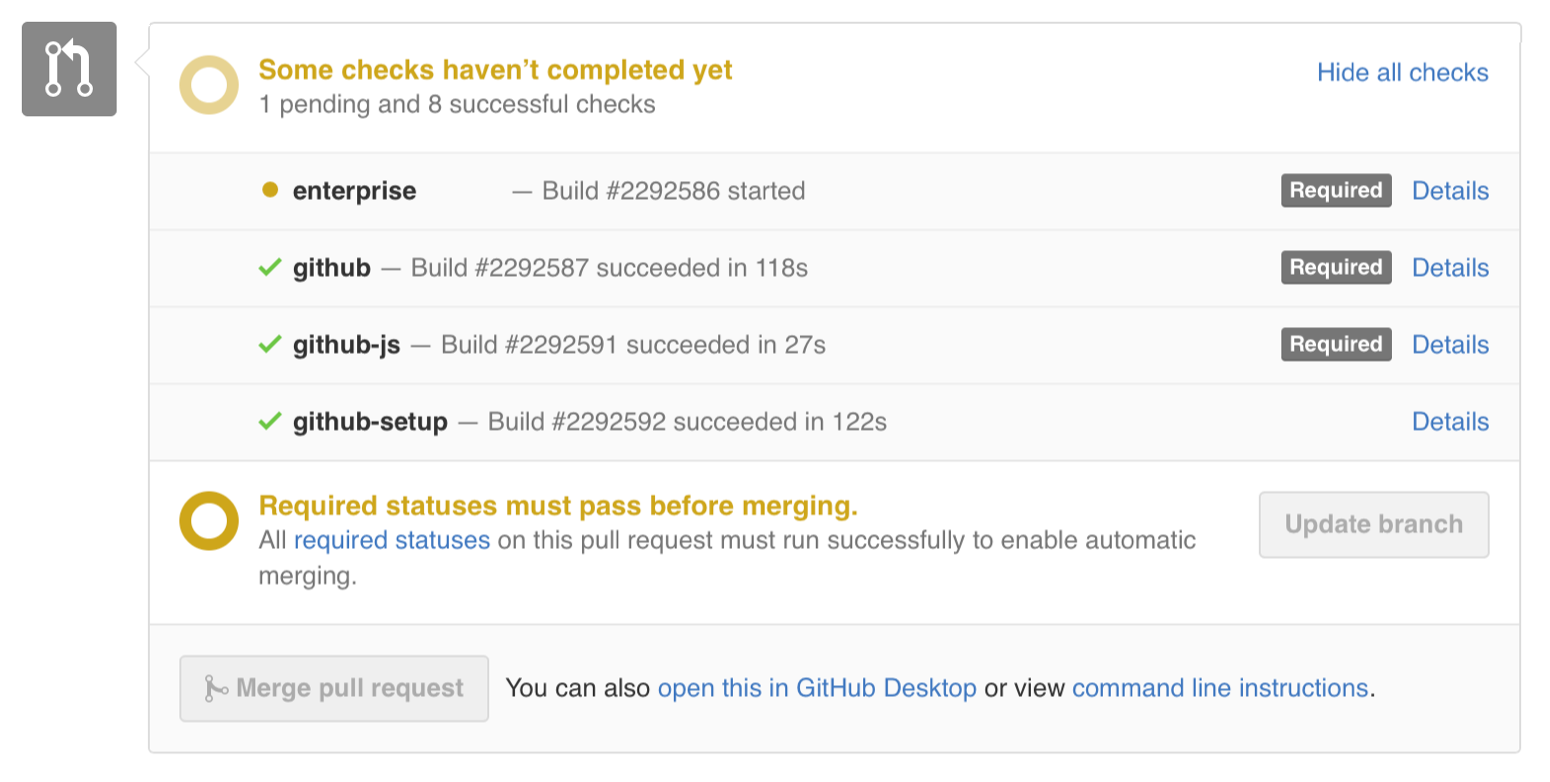 Some checks haven’t completed yet
Hide all checks
1 pending and 8 successful checks
enterprise — Build #2292586 started Required Details
github — Build #2292587 succeeded in 118s Required Details
github-js — Build #2292591 succeeded in 27s Required Details
github-setup — Build #2292592 succeeded in 122s Details
Required statuses must pass before merging.
All required statuses on this pull request must run successfully to enable automatic
merging.
Update branch
Merge pull request You can also open this in GitHub Desktop or view command line instructions.